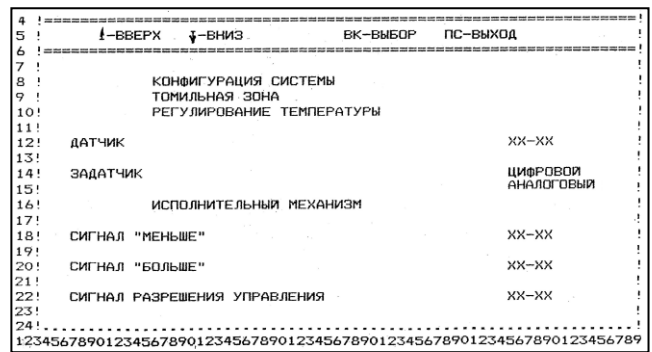 4 !====================================================================!
5 ! ↑-ВВЕРХ ↓-ВНИЗ ВК-ВЫБОР ПС-ВЫХОД !
6 !====================================================================!
7 !
8 ! КОНФИГУРАЦИЯ СИСТЕМЫ !
9 ! ТОМИЛЬНАЯ ЗОНА !
10! РЕГУЛИРОВАНИЕ ТЕМПЕРАТУРЫ !
11! !
12! ДАТЧИК XX-XX !
13! !
14! ЗАДАТЧИК ЦИФРОВОЙ !
15! АНАЛОГОВЫЙ !
16! ИСПОЛНИТЕЛЬНЫЙ МЕХАНИЗМ !
17! !
18! СИГНАЛ "МЕНЬШЕ" XX-XX !
19! !
20! СИГНАЛ "БОЛЬШЕ" XX-XX !
21! !
22! СИГНАЛ РАЗРЕШЕНИЯ УПРАВЛЕНИЯ XX-XX !
23! !
24!....................................................................!
1234567890123456789012345678901234567890123456789012345678901234567890123456789